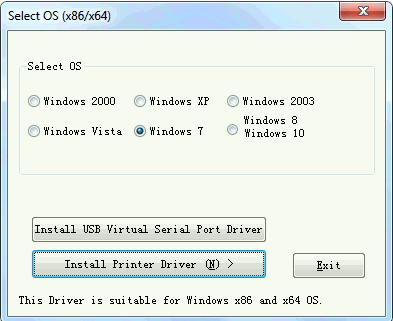 Select OS (x86/x64)
Select OS
Windows 2000 Windows XP Windows 2003
Windows Vista Windows 7 Windows 8
Windows 10
Install USB Virtual Serial Port Driver
Install Printer Driver (N) > Exit
This Driver is suitable for Windows x86 and x64 OS.